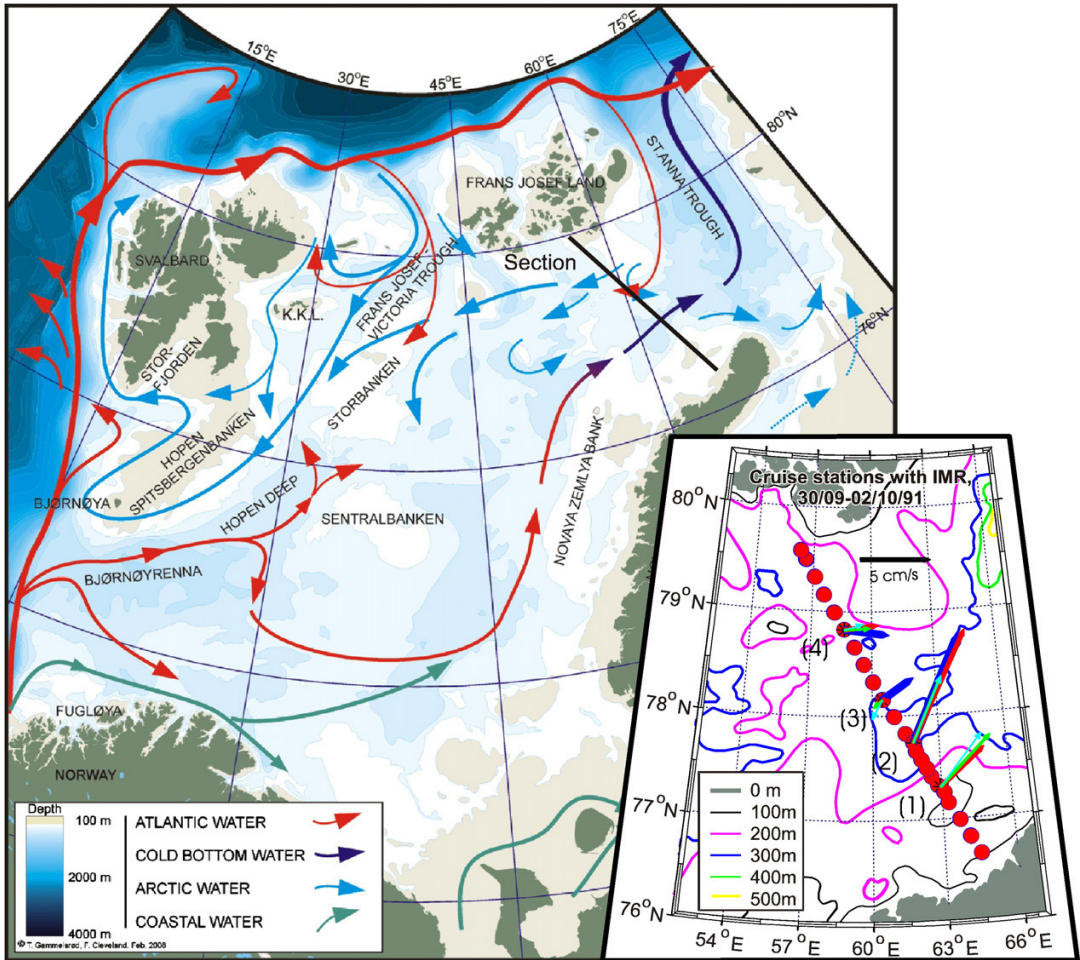 15°E
30°E
45°E
60°E
75°E
80°N
76°N
FRANS JOSEF LAND
ST.ANNA TROUGH
SVALBARD
Section
K.K.L.
FRANS JOSEF -
VICTORIA TROUGH
STOR-
FJORDEN
STORBANKEN
HOPEN
SPITSBERGENBANKEN
HOPEN DEEP
BJØRNØYA
SENTRALBANKEN
NOVAYA ZEMLYA BANK
BJØRNØYRENNA
FUGLØYA
NORWAY
Depth
100 m
2000 m
4000 m
ATLANTIC WATER
COLD BOTTOM WATER
ARCTIC WATER
COASTAL WATER
© T. Gammelsrød, F. Cleveland. Feb. 2008
Cruise stations with IMR,
30/09-02/10/91
5 cm/s
80°N
79°N
78°N
77°N
76°N
(4)
(3)
(2)
(1)
0 m
100m
200m
300m
400m
500m
54°E
57°E
60°E
63°E
66°E